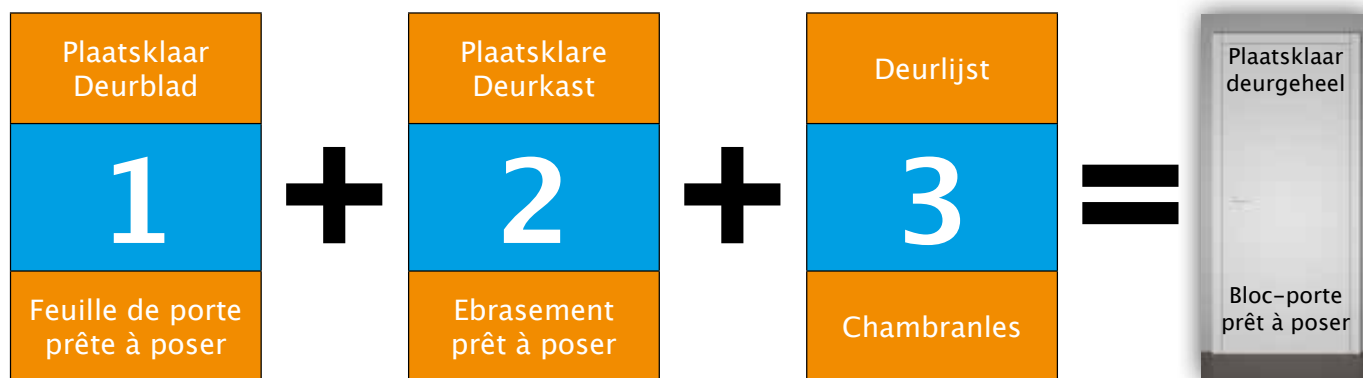 Plaatsklaar
Deurblad
1
Feuille de porte
prête à poser
+
Plaatsklare
Deurkast
2
Ebrasement
prêt à poser
+
Deurlijst
3
Chambranles
=
Plaatsklaar
deurgeheel
Bloc-porte
prêt à poser